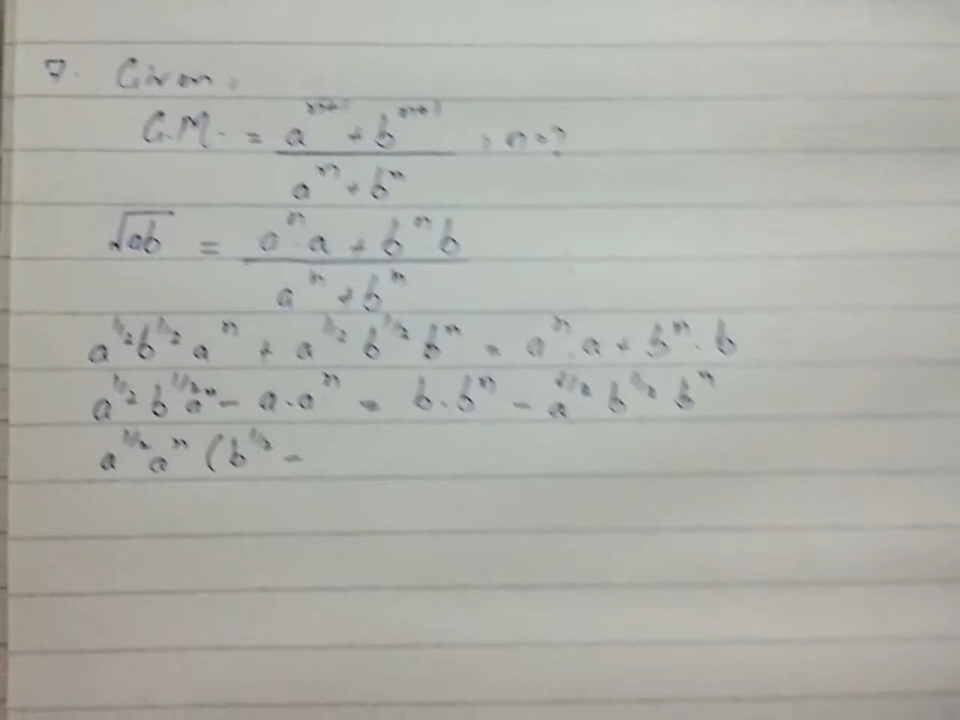 7. Given,
G.M. = a^{n+1} + b^{n+1} / a^n + b^n , n = ?
√ab = a^n . a + b^n b / a^n + b^n
a^{1/2} b^{1/2} a^n + a^{1/2} b^{1/2} b^n = a^n . a + b^n . b
a^{1/2} b^{1/2} a^n - a . a^n = b . b^n - a^{1/2} b^{1/2} b^n
a^{1/2} a^n ( b^{1/2} -